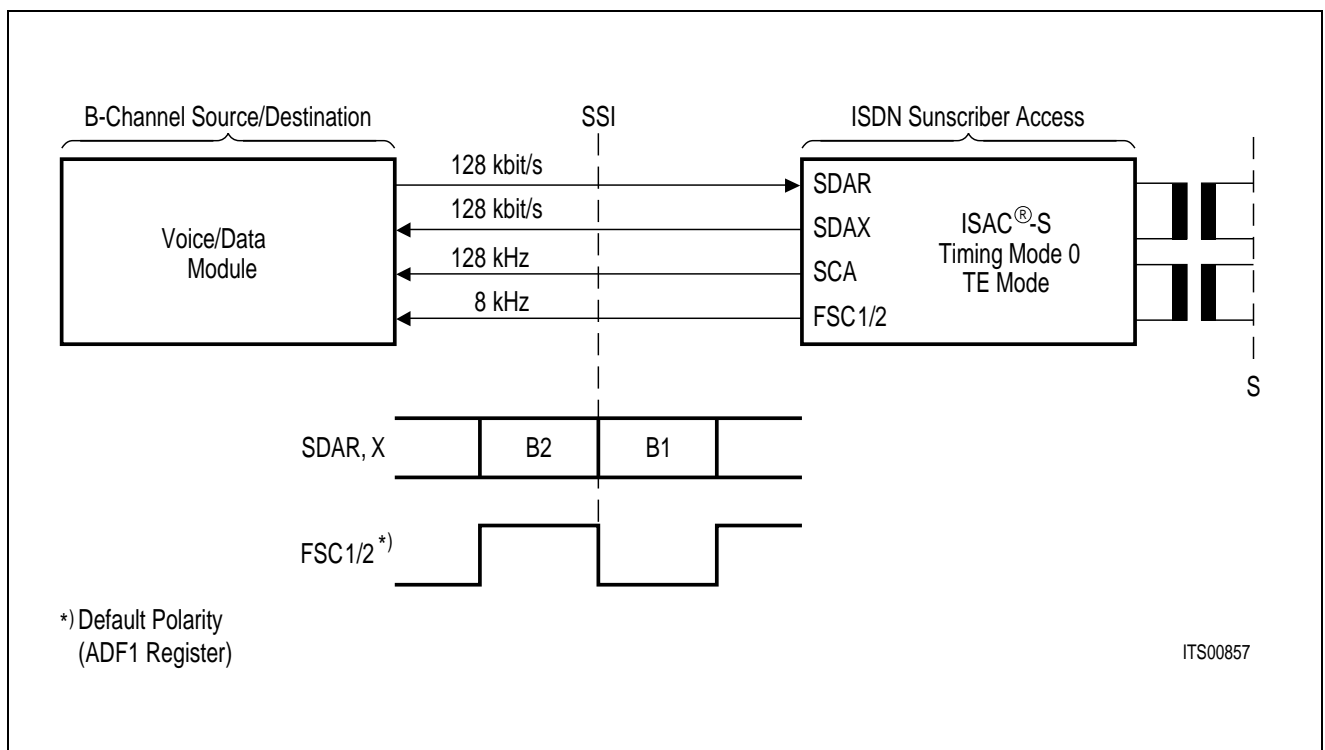 B-Channel Source/Destination
SSI
ISDN Sunscriber Access
128 kbit/s
128 kbit/s
128 kHz
8 kHz
Voice/Data
Module
SDAR
SDAX
SCA
FSC1/2
ISAC®-S
Timing Mode 0
TE Mode
S
SDAR, X
B2
B1
FSC1/2 *)
*) Default Polarity
(ADF1 Register)
ITS00857